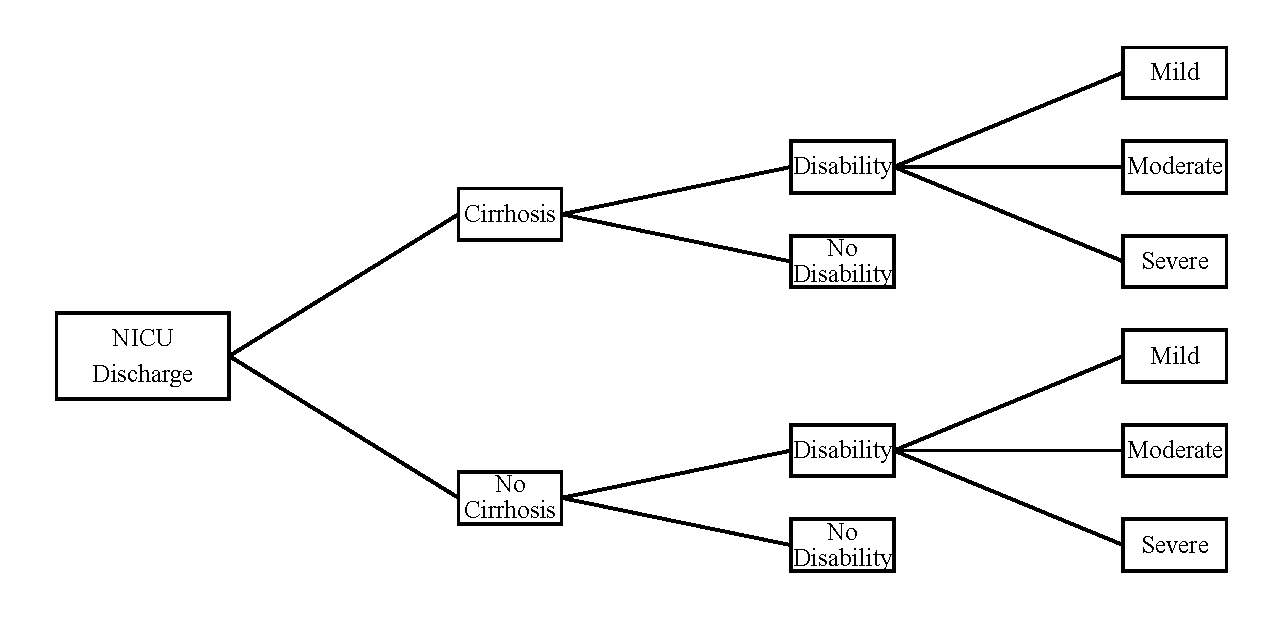 Mild
Disability
Moderate
Cirrhosis
No
Disability
Severe
NICU
Discharge
Mild
Disability
Moderate
No
Cirrhosis
No
Disability
Severe